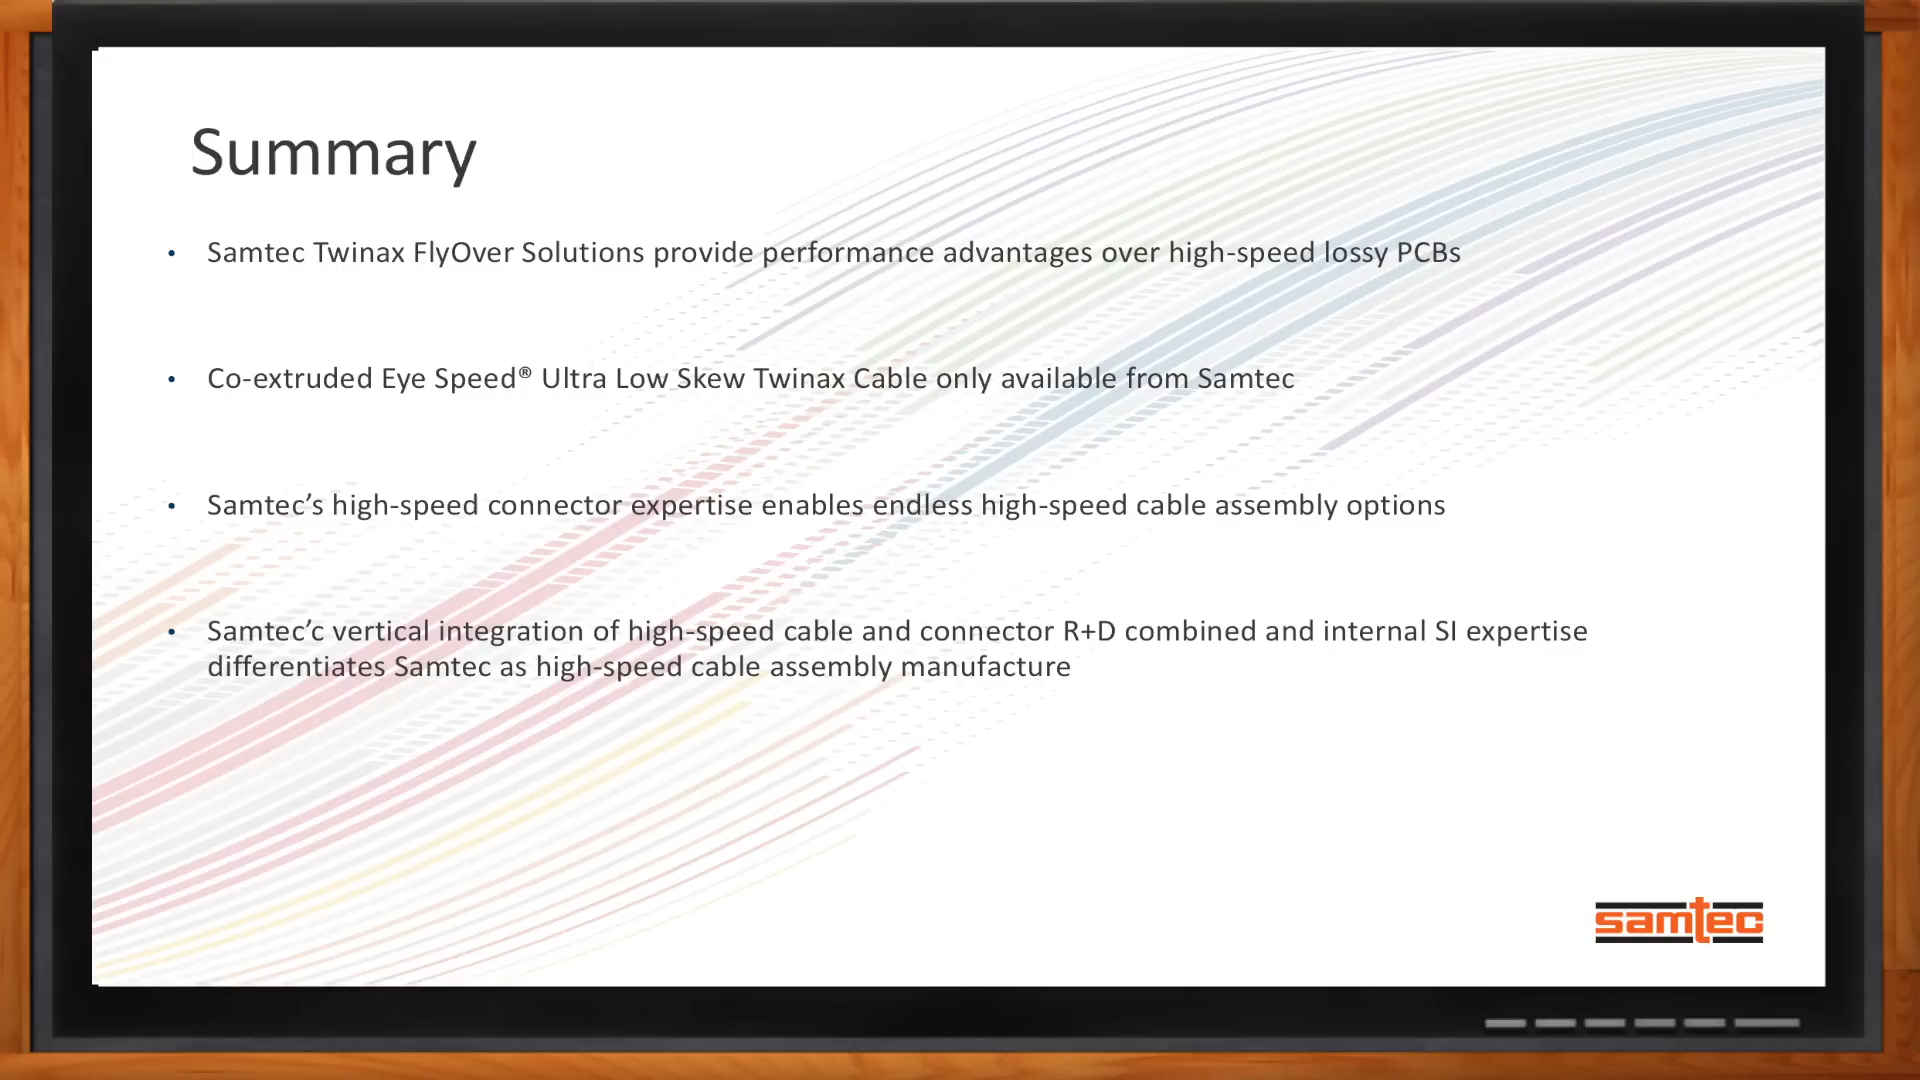 Summary
• Samtec Twinax FlyOver Solutions provide performance advantages over high-speed lossy PCBs
• Co-extruded Eye Speed® Ultra Low Skew Twinax Cable only available from Samtec
• Samtec’s high-speed connector expertise enables endless high-speed cable assembly options
• Samtec’c vertical integration of high-speed cable and connector R+D combined and internal SI expertise
differentiates Samtec as high-speed cable assembly manufacture
samtec